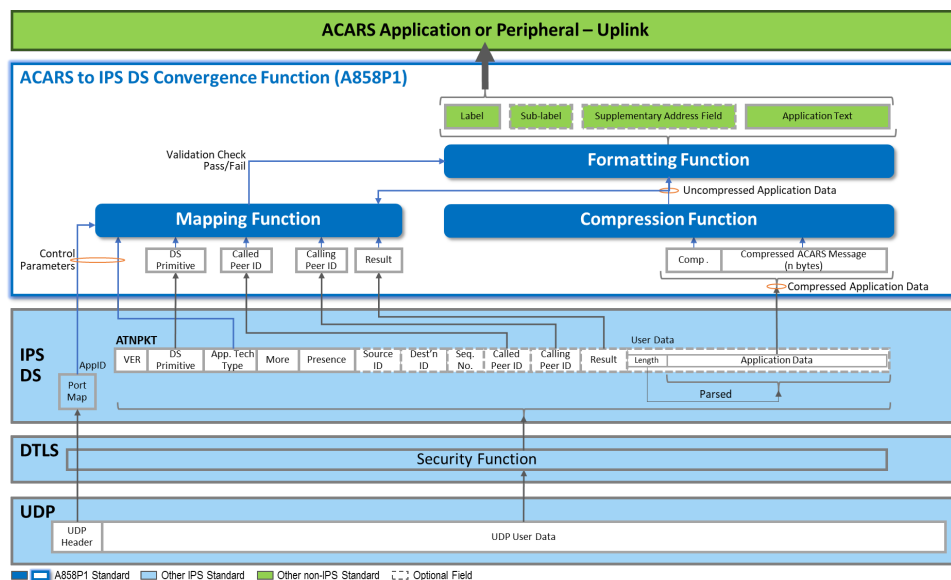 ACARS Application or Peripheral – Uplink
ACARS to IPS DS Convergence Function (A858P1)
Label
Sub-label
Supplementary Address Field
Application Text
Validation Check
Pass/Fail
Formatting Function
Uncompressed Application Data
Mapping Function
Compression Function
Control
Parameters
DS
Primitive
Called
Peer ID
Calling
Peer ID
Result
Comp .
Compressed ACARS Message
(n bytes)
Compressed Application Data
IPS
DS
ATNPKT
User Data
AppID
VER
DS
Primitive
App. Tech
Type
More
Presence
Source
ID
Dest'n
ID
Seq.
No.
Called
Peer ID
Calling
Peer ID
Result
Length
Application Data
Port
Map
Parsed
DTLS
Security Function
UDP
UDP
Header
UDP User Data
A858P1 Standard
Other IPS Standard
Other non-IPS Standard
Optional Field